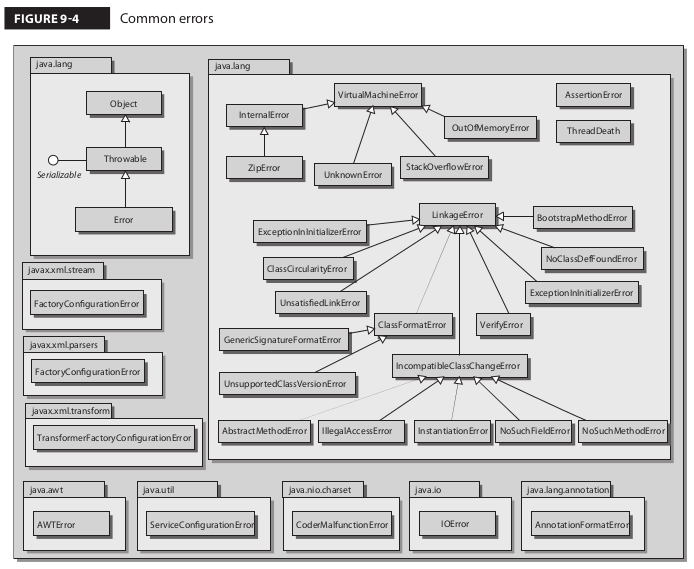 FIGURE 9-4 Common errors
java.lang
Object
Throwable
Serializable
Error
java.lang
VirtualMachineError
InternalError
OutOfMemoryError
ZipError
UnknownError
StackOverflowError
AssertionError
ThreadDeath
LinkageError
ExceptionInInitializerError
BootstrapMethodError
ClassCircularityError
NoClassDefFoundError
UnsatisfiedLinkError
ExceptionInInitializerError
ClassFormatError
VerifyError
GenericSignatureFormatError
IncompatibleClassChangeError
UnsupportedClassVersionError
AbstractMethodError
IllegalAccessError
InstantiationError
NoSuchFieldError
NoSuchMethodError
javax.xml.stream
FactoryConfigurationError
javax.xml.parsers
FactoryConfigurationError
javax.xml.transform
TransformerFactoryConfigurationError
java.awt
AWTError
java.util
ServiceConfigurationError
java.nio.charset
CoderMalfunctionError
java.io
IOError
java.lang.annotation
AnnotationFormatError